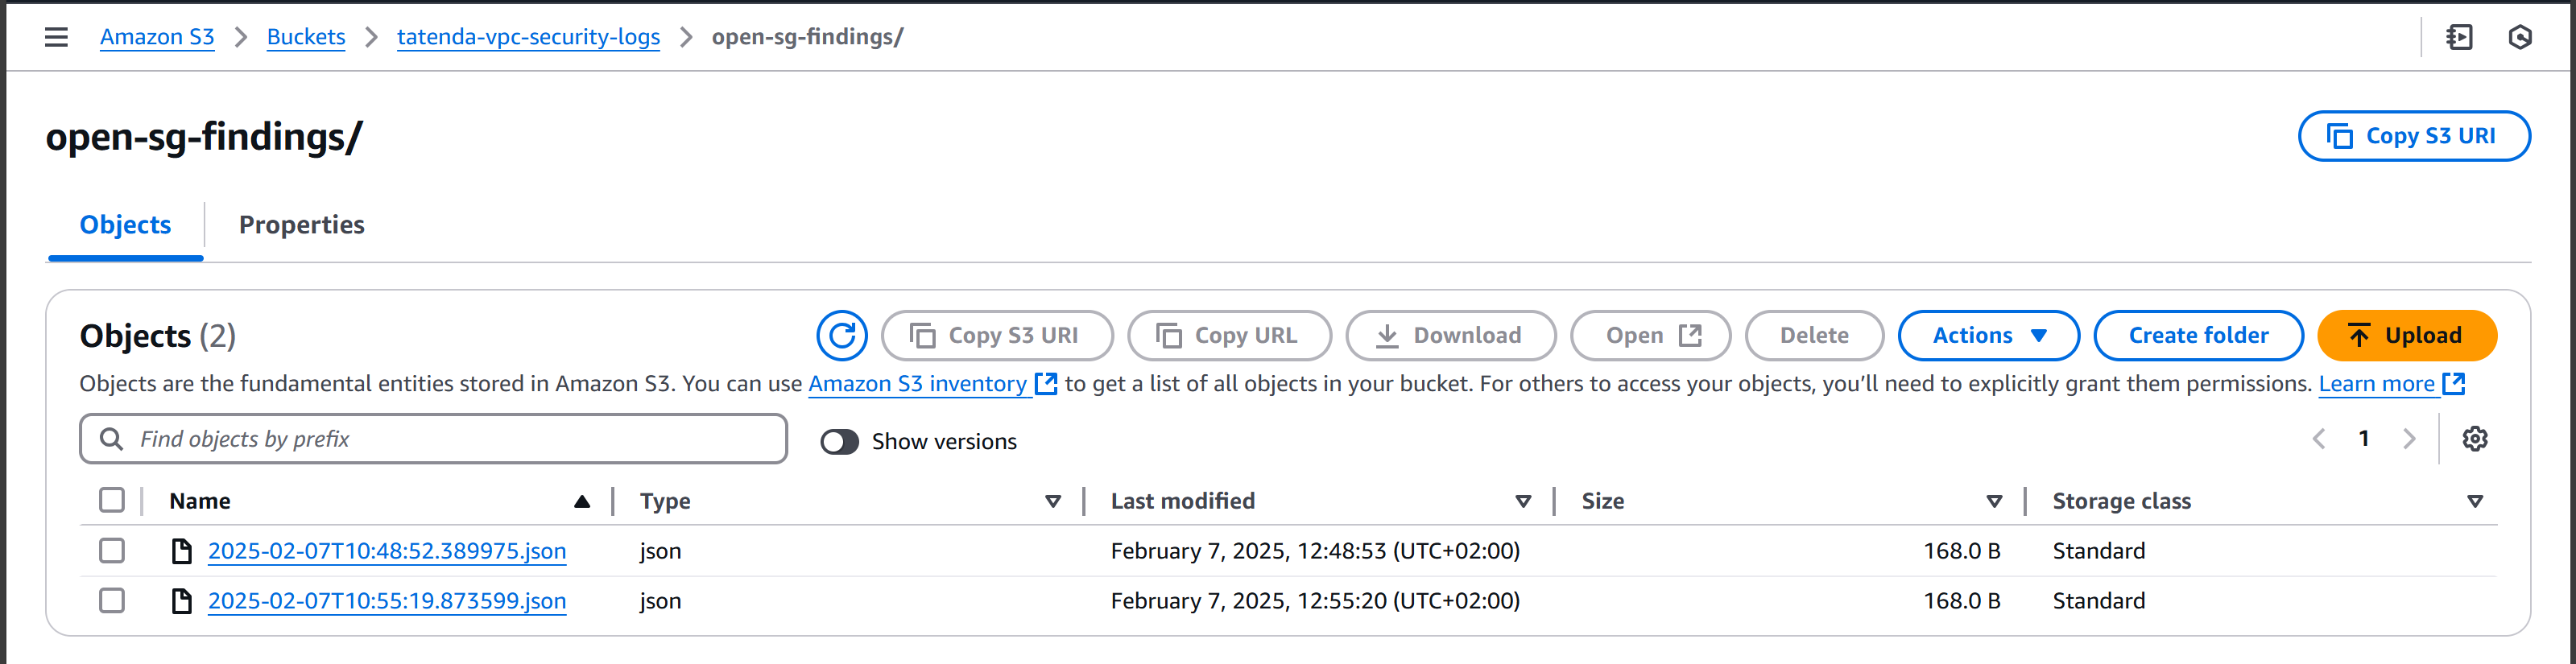 Amazon S3 > Buckets > tatenda-vpc-security-logs > open-sg-findings/
open-sg-findings/
Copy S3 URI
Objects
Properties
Objects (2)
Copy S3 URI
Copy URL
Download
Open
Delete
Actions
Create folder
Upload
Objects are the fundamental entities stored in Amazon S3. You can use Amazon S3 inventory to get a list of all objects in your bucket. For others to access your objects, you'll need to explicitly grant them permissions. Learn more
Find objects by prefix
Show versions
1
Name Type Last modified Size Storage class
2025-02-07T10:48:52.389975.json json February 7, 2025, 12:48:53 (UTC+02:00) 168.0 B Standard
2025-02-07T10:55:19.873599.json json February 7, 2025, 12:55:20 (UTC+02:00) 168.0 B Standard